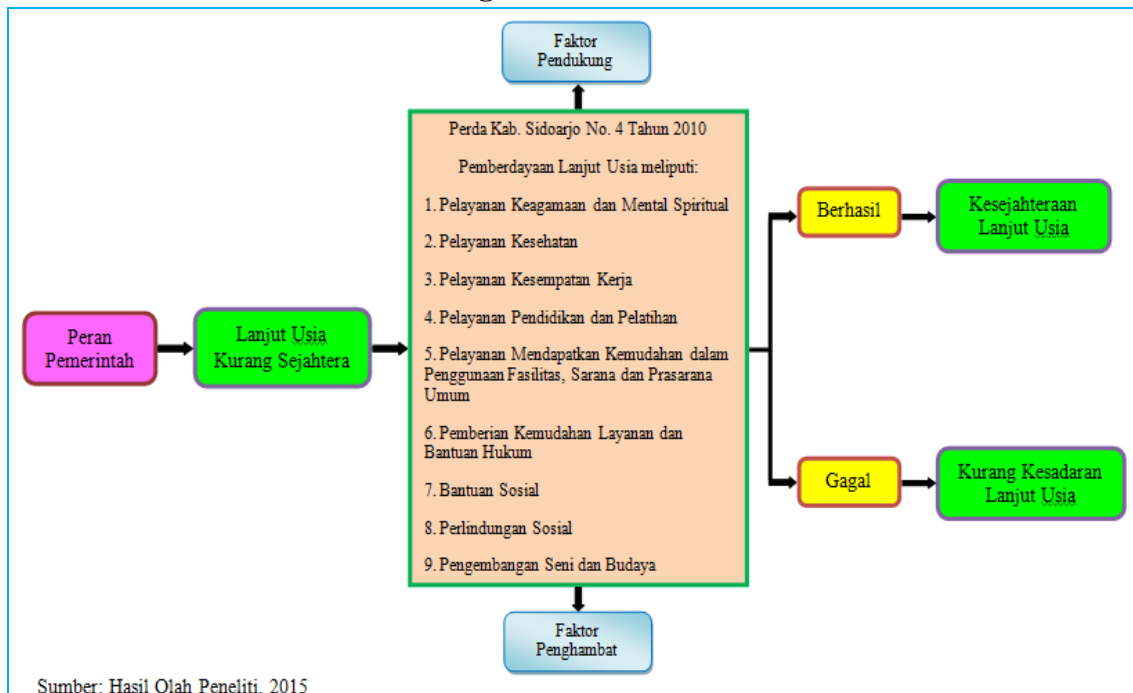 Faktor
Pendukung
Perda Kab. Sidoarjo No. 4 Tahun 2010
Pemberdayaan Lanjut Usia meliputi:
1. Pelayanan Keagamaan dan Mental Spiritual
2. Pelayanan Kesehatan
3. Pelayanan Kesempatan Kerja
4. Pelayanan Pendidikan dan Pelatihan
5. Pelayanan Mendapatkan Kemudahan dalam
Penggunaan Fasilitas, Sarana dan Prasarana
Umum
6. Pemberian Kemudahan Layanan dan
Bantuan Hukum
7. Bantuan Sosial
8. Perlindungan Sosial
9. Pengembangan Seni dan Budaya
Peran
Pemerintah
Lanjut Usia
Kurang Sejahtera
Berhasil
Kesejahteraan
Lanjut Usia
Gagal
Kurang Kesadaran
Lanjut Usia
Faktor
Penghambat
Sumber: Hasil Olah Peneliti, 2015